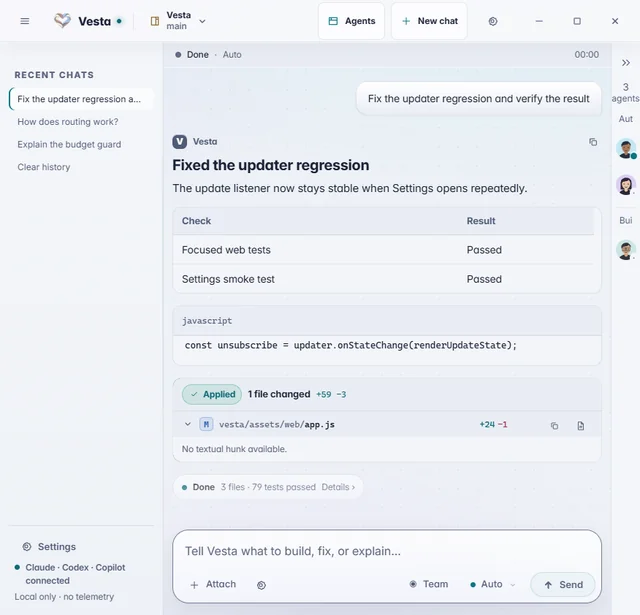 Vesta
Vesta
main
Agents
New chat
RECENT CHATS
Fix the updater regression a...
How does routing work?
Explain the budget guard
Clear history
Settings
Claude · Codex · Copilot
connected
Local only · no telemetry
Done · Auto
00:00
Fix the updater regression and verify the result
V Vesta
Fixed the updater regression
The update listener now stays stable when Settings opens repeatedly.
Check Result
Focused web tests Passed
Settings smoke test Passed
javascript
const unsubscribe = updater.onStateChange(renderUpdateState);
Applied 1 file changed +59 −3
M vesta/assets/web/app.js +24 −1
No textual hunk available.
Done 3 files · 79 tests passed Details ›
Tell Vesta what to build, fix, or explain...
Attach
Team
Auto
Send
3
agents
Aut
Bui